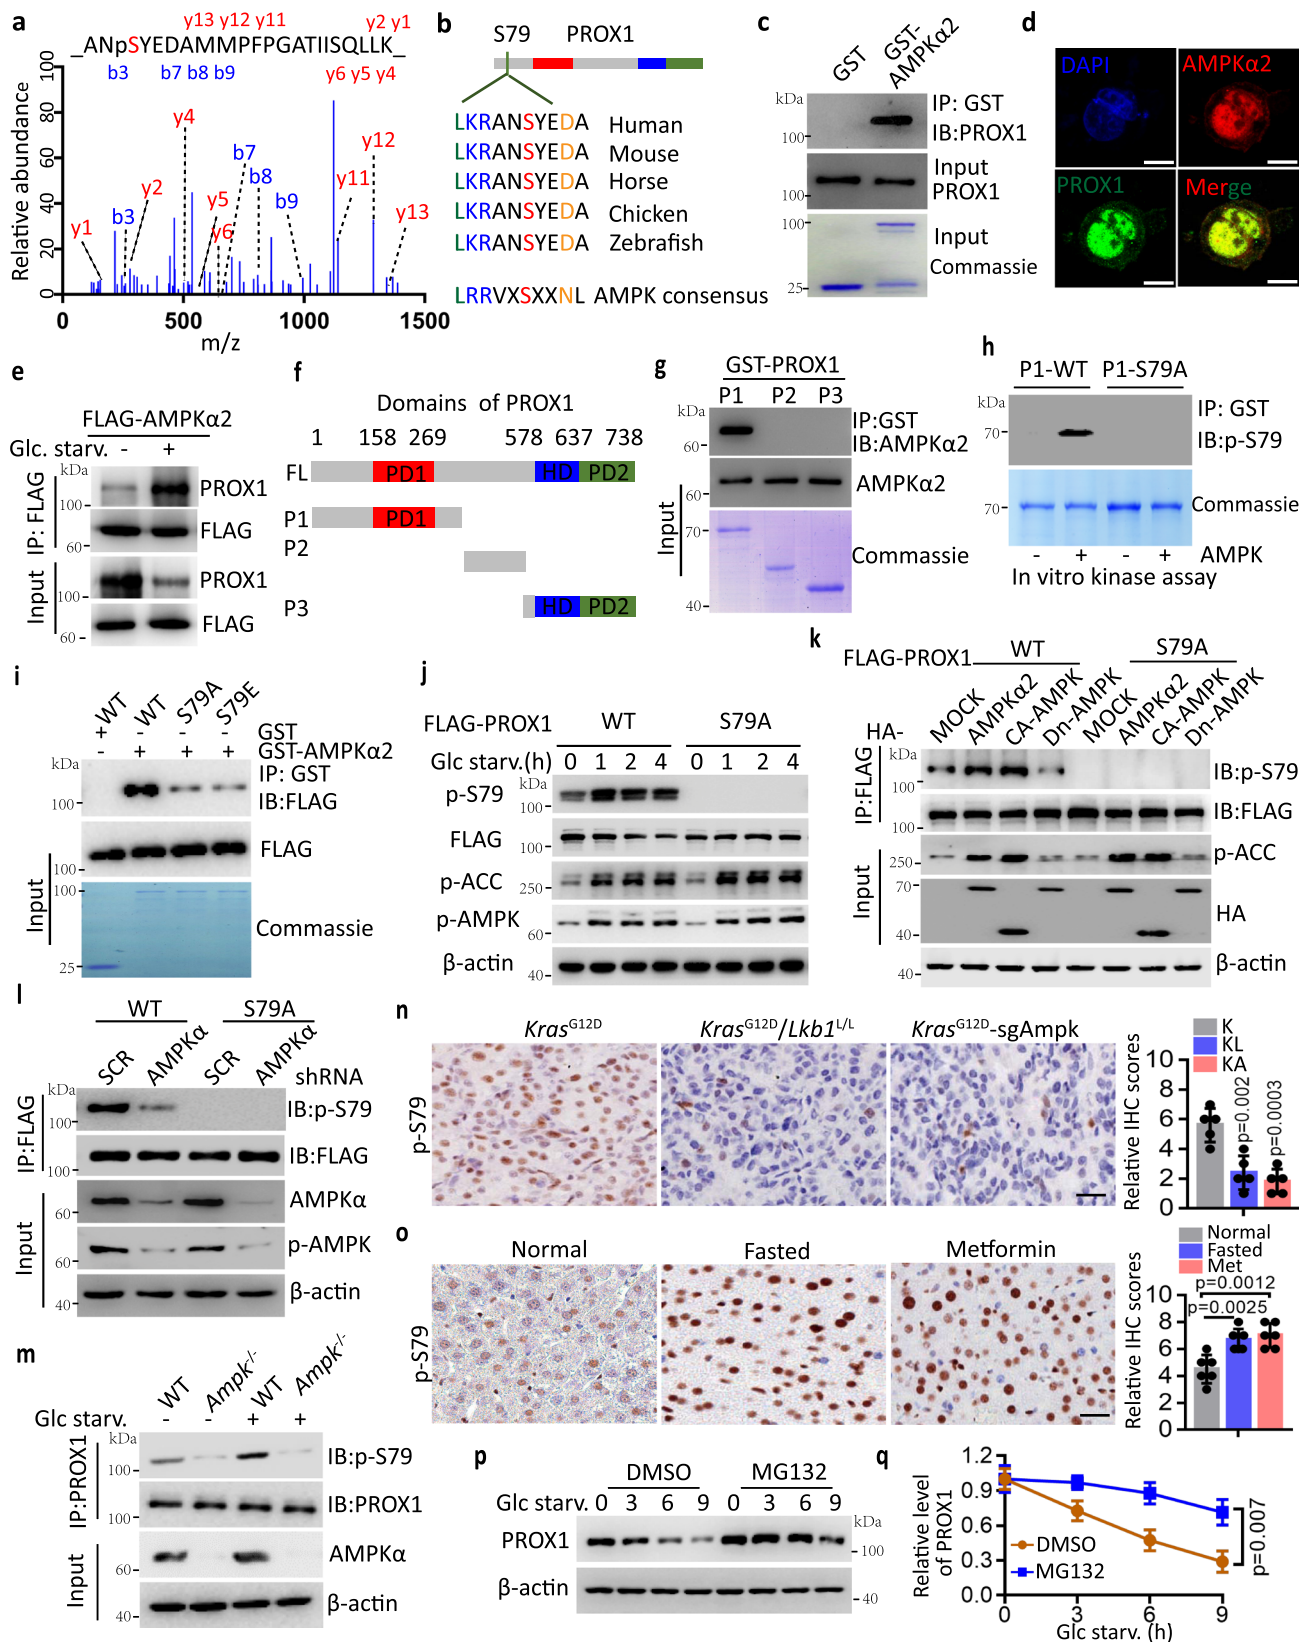 a
y13 y12 y11 y2 y1
_ANpSYEDAMMPFPGATIISQLLK_
b3 b7 b8 b9 y6 y5 y4
Relative abundance
100
80
60
40
20
0
y1
b3
y2
y4
y5
y6
b7
b8
b9
y11
y12
y13
0 500 1000 1500
m/z
b
S79 PROX1
LKRANSYEDA Human
LKRANSYEDA Mouse
LKRANSYEDA Horse
LKRANSYEDA Chicken
LKRANSYEDA Zebrafish
LRRVXSXXNL AMPK consensus
c
GST
GST-AMPKα2
kDa
100
IP: GST
IB:PROX1
100
Input
PROX1
100
25
Input
Commassie
d
DAPI
AMPKα2
PROX1
Merge
e
FLAG-AMPKα2
Glc. starv. - +
kDa
IP: FLAG
100
PROX1
60
FLAG
Input
100
PROX1
60
FLAG
f
Domains of PROX1
1 158 269 578 637 738
FL PD1 HD PD2
P1 PD1
P2
P3 HD PD2
g
GST-PROX1
P1 P2 P3
kDa
60
IP:GST
IB:AMPKα2
Input
60
AMPKα2
70
40
Commassie
h
P1-WT P1-S79A
kDa
70
IP: GST
IB:p-S79
70
Commassie
- + - + AMPK
In vitro kinase assay
i
WT WT S79A S79E
+ GST
- + + + GST-AMPKα2
kDa
100
IP: GST
IB:FLAG
Input
100
FLAG
100
25
Commassie
j
FLAG-PROX1 WT S79A
Glc starv.(h) 0 1 2 4 0 1 2 4
kDa
p-S79 100
FLAG 100
p-ACC 250
p-AMPK 60
β-actin 40
k
FLAG-PROX1 WT S79A
HA- MOCK AMPKα2 CA-AMPK Dn-AMPK MOCK AMPKα2 CA-AMPK Dn-AMPK
kDa
IP:FLAG
100
IB:p-S79
100
IB:FLAG
Input
250
p-ACC
70
40
HA
40
β-actin
l
WT S79A
SCR AMPKα SCR AMPKα shRNA
kDa
IP:FLAG
100
IB:p-S79
100
IB:FLAG
Input
60
AMPKα
60
p-AMPK
40
β-actin
m
WT Ampk-/- WT Ampk-/-
Glc starv. - - + +
kDa
IP:PROX1
100
IB:p-S79
100
IB:PROX1
Input
60
AMPKα
40
β-actin
n
KrasG12D KrasG12D/Lkb1L/L KrasG12D-sgAmpk
p-S79
K
KL
KA
Relative IHC scores
10
8
6
4
2
0
p=0.002
p=0.0003
o
Normal Fasted Metformin
p-S79
Normal
Fasted
Met
p=0.0012
p=0.0025
Relative IHC scores
10
8
6
4
2
0
p
DMSO MG132
Glc starv. 0 3 6 9 0 3 6 9
kDa
PROX1 100
β-actin 40
q
Relative level
of PROX1
1.2
0.9
0.6
0.3
0.0
DMSO
MG132
p=0.007
0 3 6 9
Glc starv. (h)